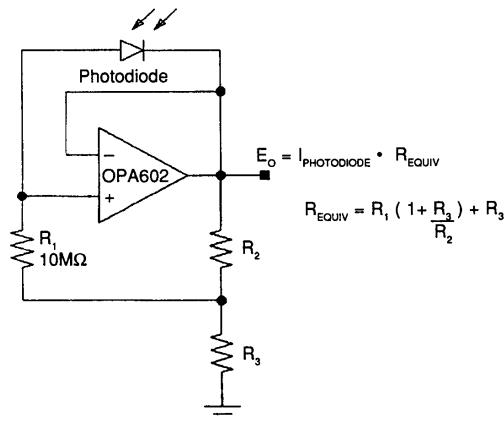 Photodiode
OPA602
−
+
E_O = I_PHOTODIODE • R_EQUIV
R_EQUIV = R_1 ( 1 + R_3/R_2 ) + R_3
R_1
10MΩ
R_2
R_3